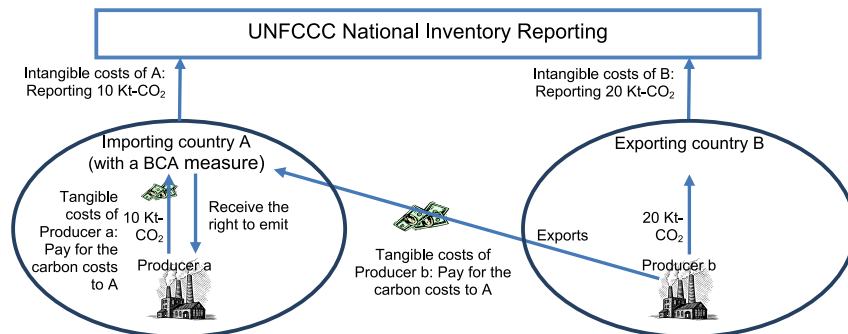 UNFCCC National Inventory Reporting
Intangible costs of A:
Reporting 10 Kt-CO₂
Intangible costs of B:
Reporting 20 Kt-CO₂
Importing country A
(with a BCA measure)
Tangible
costs of
Producer a:
Pay for the
carbon costs
to A
10 Kt-
CO₂
Receive the
right to emit
Producer a
Tangible costs of
Producer b: Pay for the
carbon costs to A
Exports
Exporting country B
20 Kt-
CO₂
Producer b